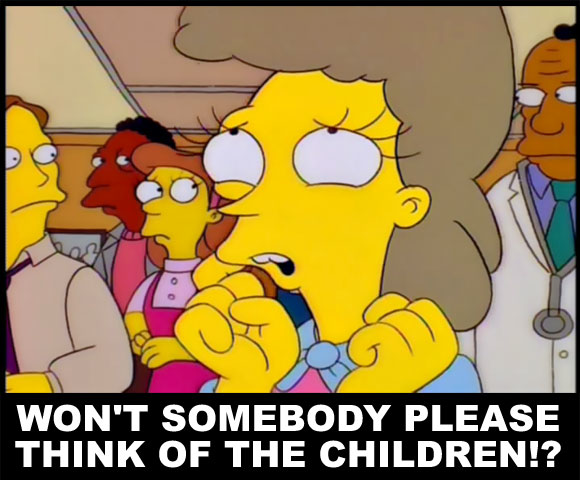 WON'T SOMEBODY PLEASE
THINK OF THE CHILDREN!?